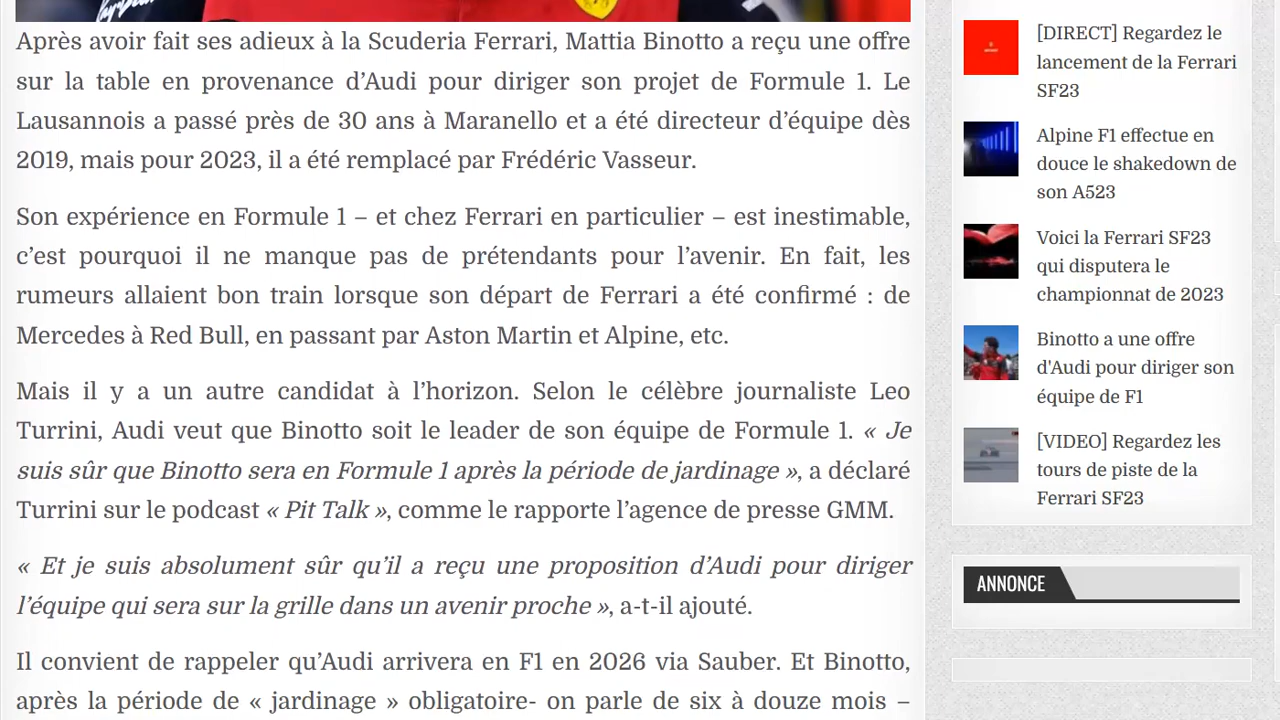 Après avoir fait ses adieux à la Scuderia Ferrari, Mattia Binotto a reçu une offre
sur la table en provenance d’Audi pour diriger son projet de Formule 1. Le
Lausannois a passé près de 30 ans à Maranello et a été directeur d’équipe dès
2019, mais pour 2023, il a été remplacé par Frédéric Vasseur.
Son expérience en Formule 1 – et chez Ferrari en particulier – est inestimable,
c’est pourquoi il ne manque pas de prétendants pour l’avenir. En fait, les
rumeurs allaient bon train lorsque son départ de Ferrari a été confirmé : de
Mercedes à Red Bull, en passant par Aston Martin et Alpine, etc.
Mais il y a un autre candidat à l’horizon. Selon le célèbre journaliste Leo
Turrini, Audi veut que Binotto soit le leader de son équipe de Formule 1. « Je
suis sûr que Binotto sera en Formule 1 après la période de jardinage », a déclaré
Turrini sur le podcast « Pit Talk », comme le rapporte l’agence de presse GMM.
« Et je suis absolument sûr qu’il a reçu une proposition d’Audi pour diriger
l’équipe qui sera sur la grille dans un avenir proche », a-t-il ajouté.
Il convient de rappeler qu’Audi arrivera en F1 en 2026 via Sauber. Et Binotto,
après la période de « jardinage » obligatoire- on parle de six à douze mois –
[DIRECT] Regardez le
lancement de la Ferrari
SF23
Alpine F1 effectue en
douce le shakedown de
son A523
Voici la Ferrari SF23
qui disputera le
championnat de 2023
Binotto a une offre
d'Audi pour diriger son
équipe de F1
[VIDEO] Regardez les
tours de piste de la
Ferrari SF23
ANNONCE